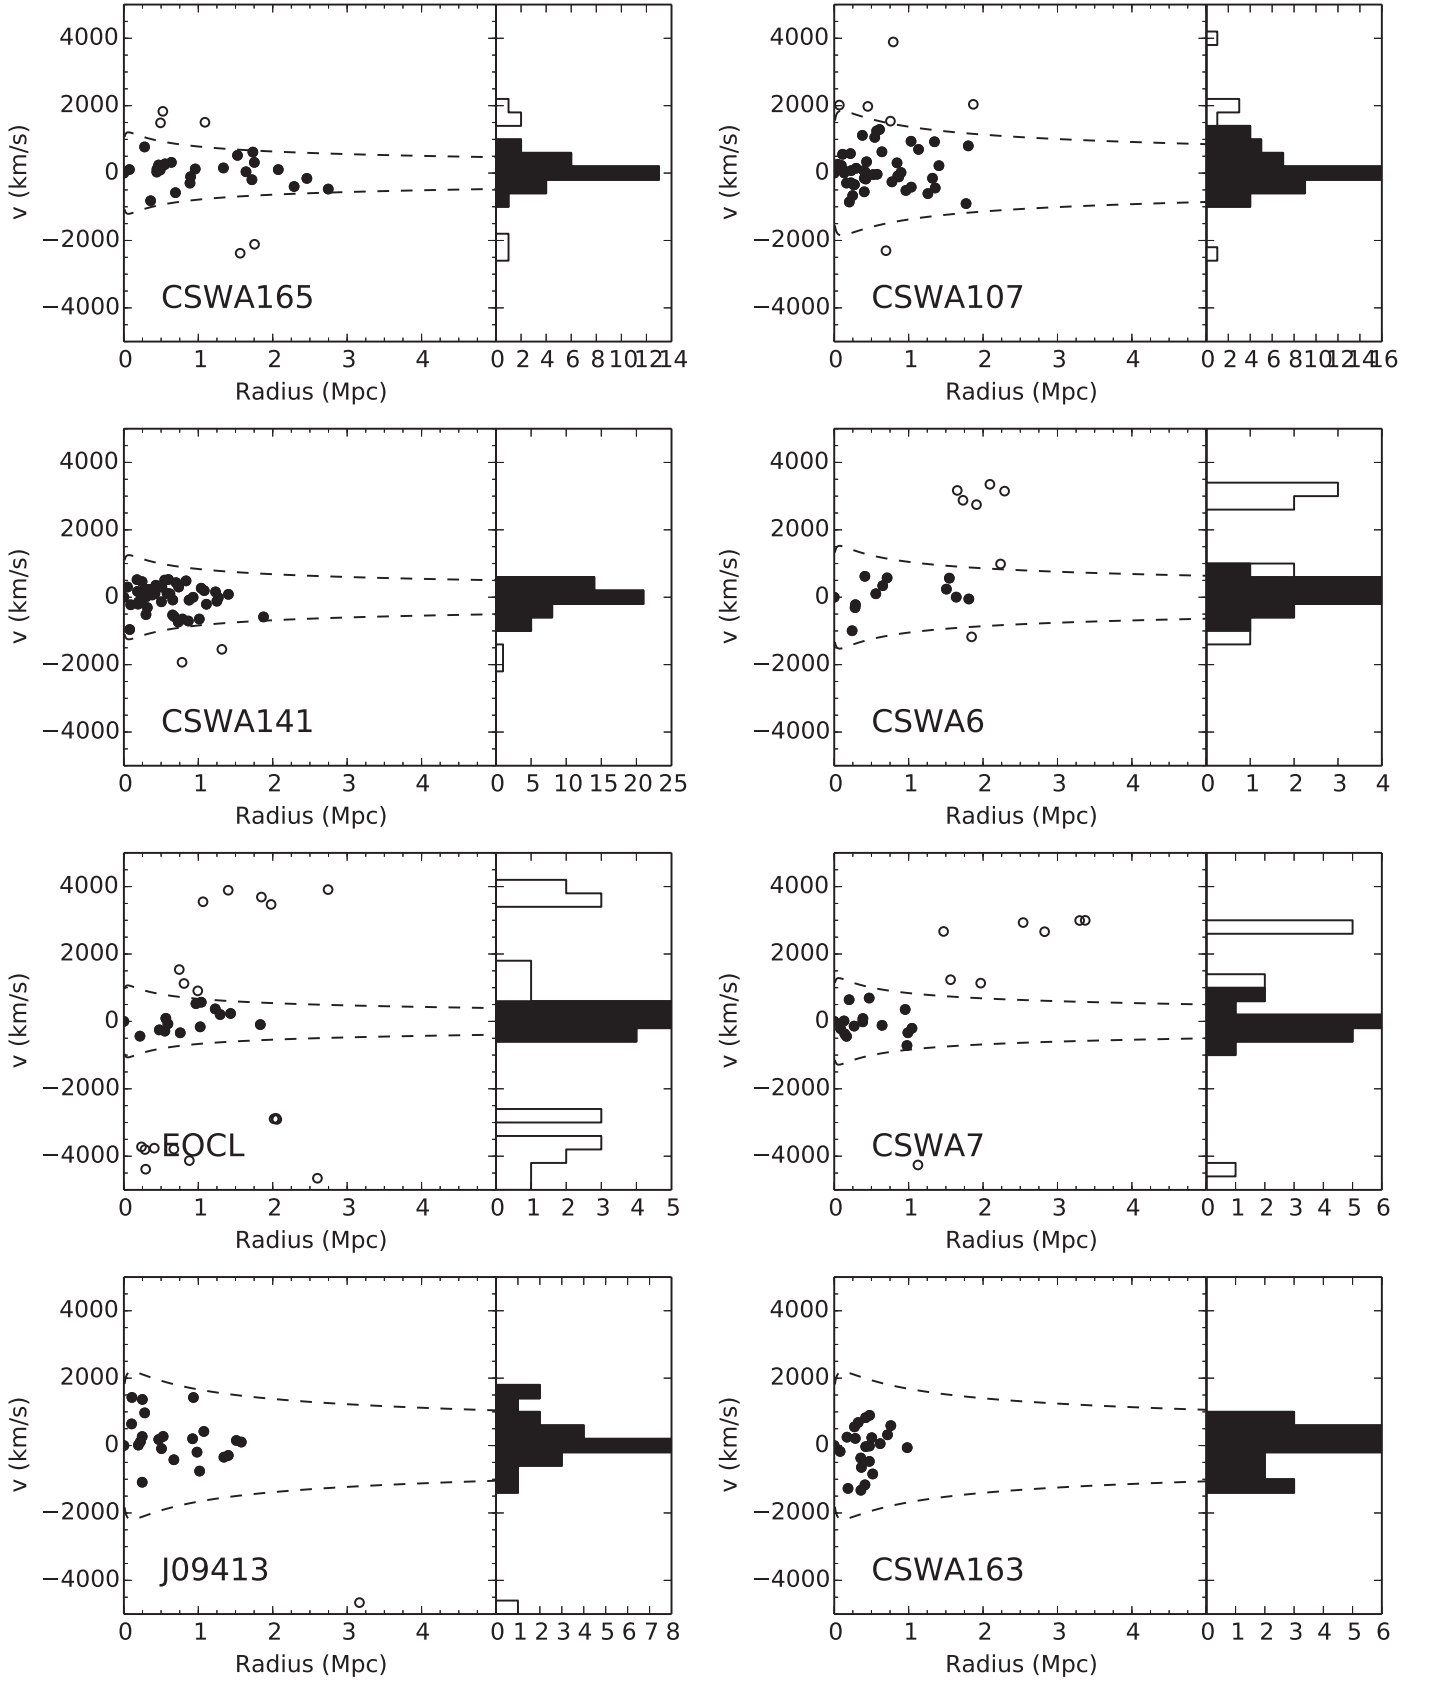 4000
2000
0
−2000
−4000
v (km/s)
CSWA165
0 1 2 3 4 0 2 4 6 8 10 12 14
Radius (Mpc)
4000
2000
0
−2000
−4000
v (km/s)
CSWA107
0 1 2 3 4 0 2 4 6 8 10 12 14 16
Radius (Mpc)
4000
2000
0
−2000
−4000
v (km/s)
CSWA141
0 1 2 3 4 0 5 10 15 20 25
Radius (Mpc)
4000
2000
0
−2000
−4000
v (km/s)
CSWA6
0 1 2 3 4 0 1 2 3 4
Radius (Mpc)
4000
2000
0
−2000
−4000
v (km/s)
EOCL
0 1 2 3 4 0 1 2 3 4 5
Radius (Mpc)
4000
2000
0
−2000
−4000
v (km/s)
CSWA7
0 1 2 3 4 0 1 2 3 4 5 6
Radius (Mpc)
4000
2000
0
−2000
−4000
v (km/s)
J09413
0 1 2 3 4 0 1 2 3 4 5 6 7 8
Radius (Mpc)
4000
2000
0
−2000
−4000
v (km/s)
CSWA163
0 1 2 3 4 0 1 2 3 4 5 6
Radius (Mpc)